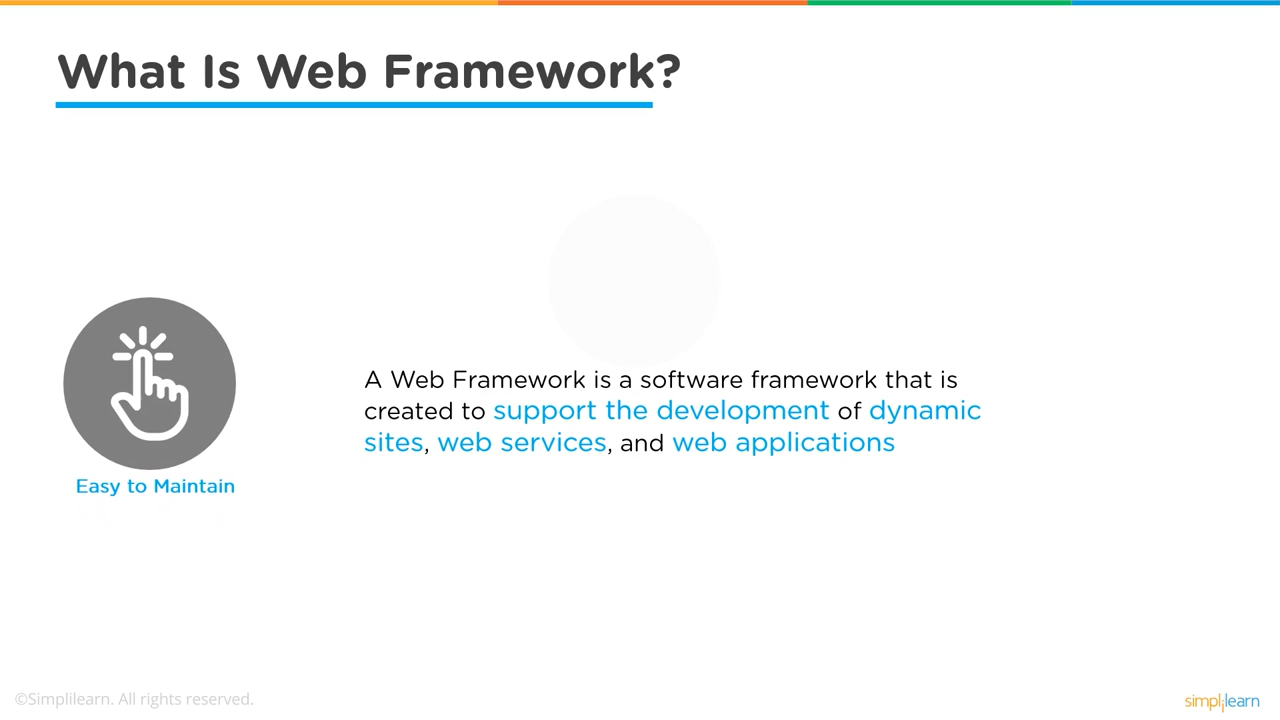 What Is Web Framework?
A Web Framework is a software framework that is
created to support the development of dynamic
sites, web services, and web applications
Easy to Maintain
©Simplilearn. All rights reserved.
simplilearn